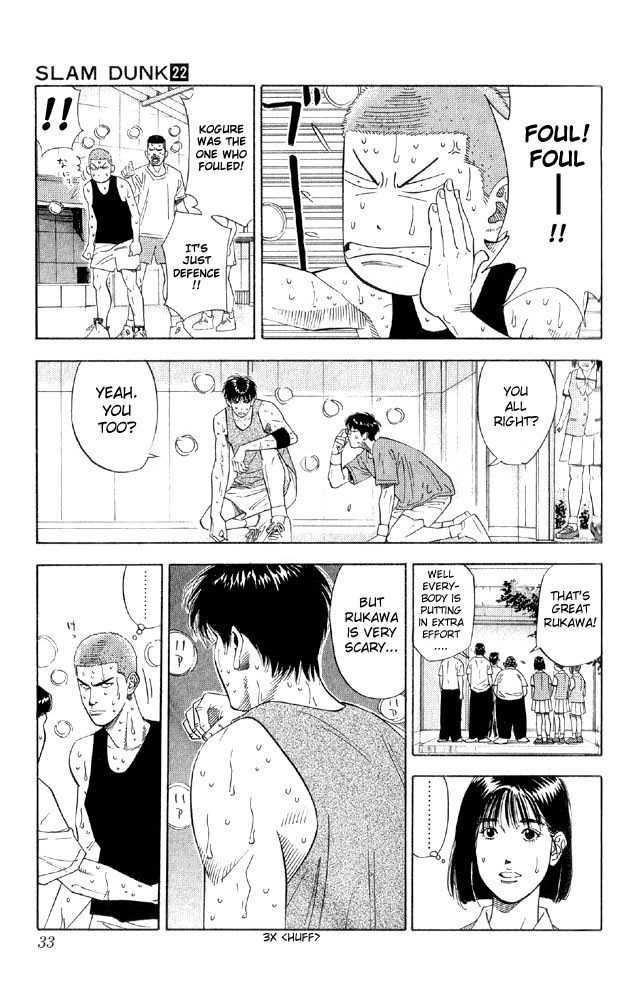 SLAM DUNK 22
FOUL!
FOUL
ー
!!
!!
KOGURE
WAS THE
ONE WHO
FOULED!
IT'S
JUST
DEFENCE
!!
YOU
ALL
RIGHT?
YEAH.
YOU
TOO?
THAT'S
GREAT
RUKAWA!
WELL
EVERY-
BODY IS
PUTTING
IN EXTRA
EFFORT
....
..........
BUT
RUKAWA
IS VERY
SCARY...
..........
3X <HUFF>
33